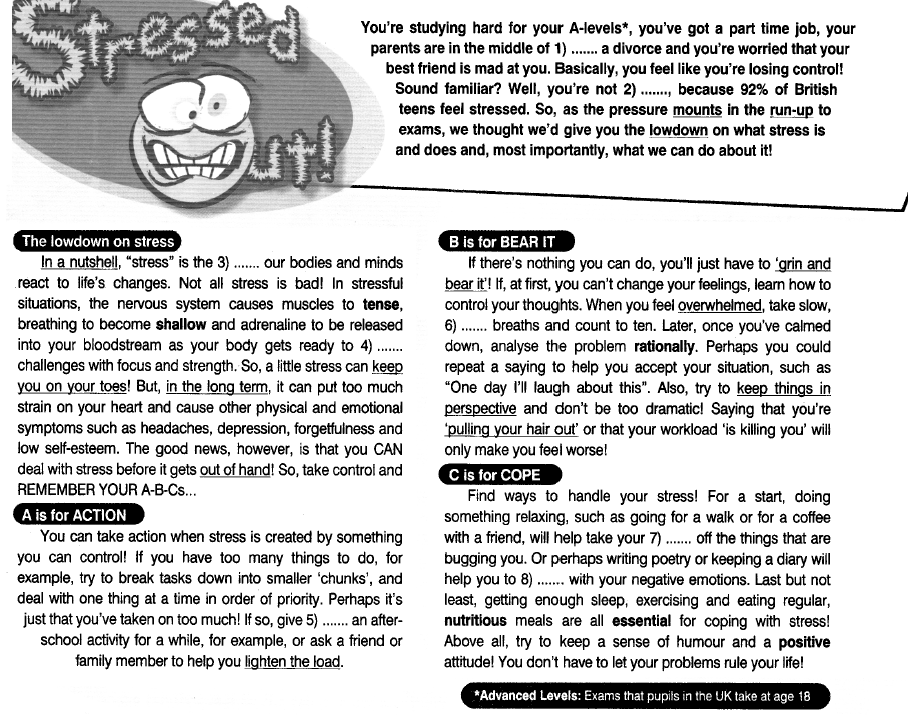 Stressed
Out!
You're studying hard for your A-levels*, you've got a part time job, your
parents are in the middle of 1) ....... a divorce and you're worried that your
best friend is mad at you. Basically, you feel like you're losing control!
Sound familiar? Well, you're not 2) ......., because 92% of British
teens feel stressed. So, as the pressure mounts in the run-up to
exams, we thought we'd give you the lowdown on what stress is
and does and, most importantly, what we can do about it!
The lowdown on stress
In a nutshell, "stress" is the 3) ....... our bodies and minds
react to life's changes. Not all stress is bad! In stressful
situations, the nervous system causes muscles to tense,
breathing to become shallow and adrenaline to be released
into your bloodstream as your body gets ready to 4) .......
challenges with focus and strength. So, a little stress can keep
you on your toes! But, in the long term, it can put too much
strain on your heart and cause other physical and emotional
symptoms such as headaches, depression, forgetfulness and
low self-esteem. The good news, however, is that you CAN
deal with stress before it gets out of hand! So, take control and
REMEMBER YOUR A-B-Cs...
A is for ACTION
You can take action when stress is created by something
you can control! If you have too many things to do, for
example, try to break tasks down into smaller 'chunks', and
deal with one thing at a time in order of priority. Perhaps it's
just that you've taken on too much! If so, give 5) ....... an after-
school activity for a while, for example, or ask a friend or
family member to help you lighten the load.
B is for BEAR IT
If there's nothing you can do, you'll just have to 'grin and
bear it'! If, at first, you can't change your feelings, learn how to
control your thoughts. When you feel overwhelmed, take slow,
6) ....... breaths and count to ten. Later, once you've calmed
down, analyse the problem rationally. Perhaps you could
repeat a saying to help you accept your situation, such as
"One day I'll laugh about this". Also, try to keep things in
perspective and don't be too dramatic! Saying that you're
'pulling your hair out' or that your workload 'is killing you' will
only make you feel worse!
C is for COPE
Find ways to handle your stress! For a start, doing
something relaxing, such as going for a walk or for a coffee
with a friend, will help take your 7) ....... off the things that are
bugging you. Or perhaps writing poetry or keeping a diary will
help you to 8) ....... with your negative emotions. Last but not
least, getting enough sleep, exercising and eating regular,
nutritious meals are all essential for coping with stress!
Above all, try to keep a sense of humour and a positive
attitude! You don't have to let your problems rule your life!
*Advanced Levels: Exams that pupils in the UK take at age 18